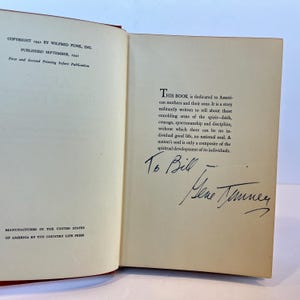 COPYRIGHT 1941 BY WILFRED FUNK, INC.
PUBLISHED SEPTEMBER, 1941
First and Second Printing before Publication
MANUFACTURED IN THE UNITED STATES
OF AMERICA BY THE COUNTRY LIFE PRESS
THIS BOOK is dedicated to Ameri-
can mothers and their sons. It is a story
ordinarily written to tell about those
ennobling arms of the spirit—faith,
courage, sportsmanship and discipline,
without which there can be no in-
dividual good life, no national soul. A
nation's soul is only a composite of the
spiritual development of its individuals.
To Bill —
Gene Tunney